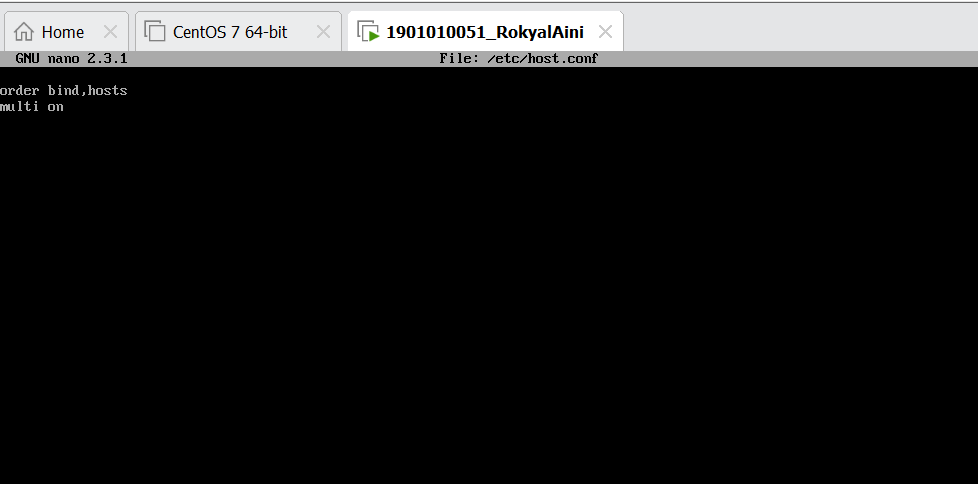 Home CentOS 7 64-bit 1901010051_RokyalAini
GNU nano 2.3.1 File: /etc/host.conf
order bind,hosts
multi on